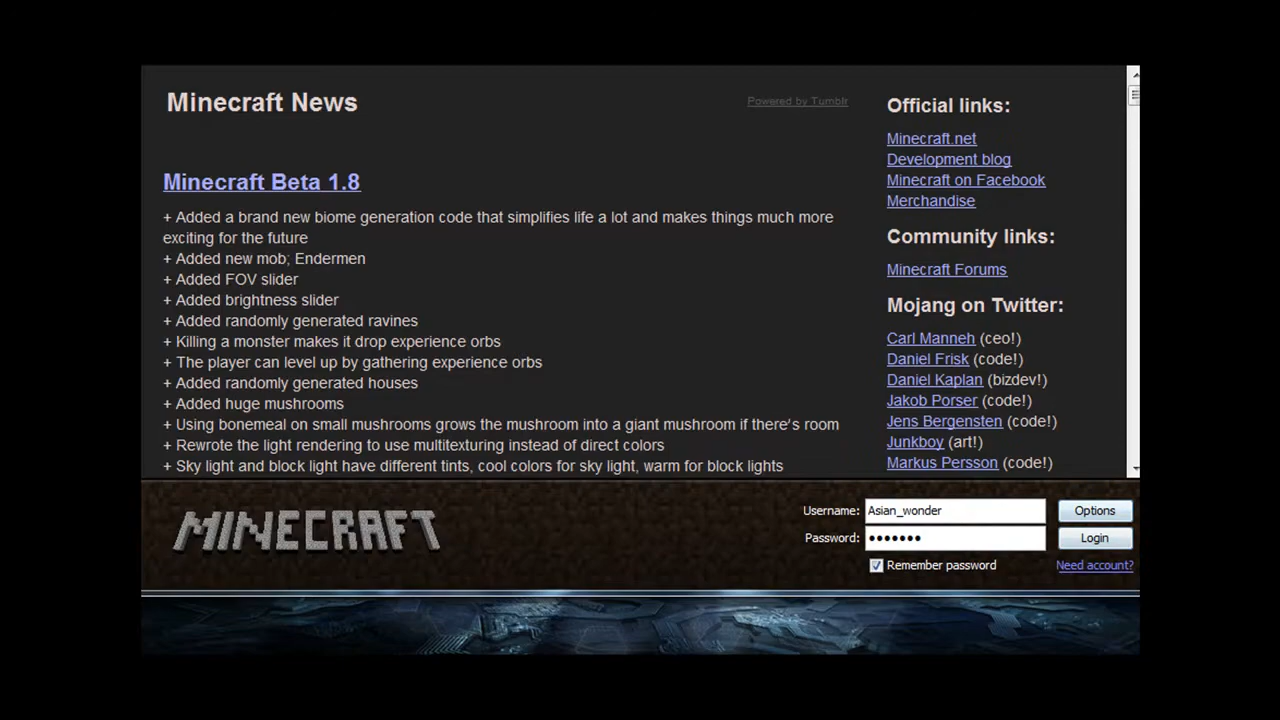 Minecraft News
Powered by Tumblr
Minecraft Beta 1.8
+ Added a brand new biome generation code that simplifies life a lot and makes things much more
exciting for the future
+ Added new mob; Endermen
+ Added FOV slider
+ Added brightness slider
+ Added randomly generated ravines
+ Killing a monster makes it drop experience orbs
+ The player can level up by gathering experience orbs
+ Added randomly generated houses
+ Added huge mushrooms
+ Using bonemeal on small mushrooms grows the mushroom into a giant mushroom if there's room
+ Rewrote the light rendering to use multitexturing instead of direct colors
+ Sky light and block light have different tints, cool colors for sky light, warm for block lights
Official links:
Minecraft.net
Development blog
Minecraft on Facebook
Merchandise
Community links:
Minecraft Forums
Mojang on Twitter:
Carl Manneh (ceo!)
Daniel Frisk (code!)
Daniel Kaplan (bizdev!)
Jakob Porser (code!)
Jens Bergensten (code!)
Junkboy (art!)
Markus Persson (code!)
MINECRAFT
Username: Asian_wonder Options
Password: ••••••• Login
Remember password Need account?